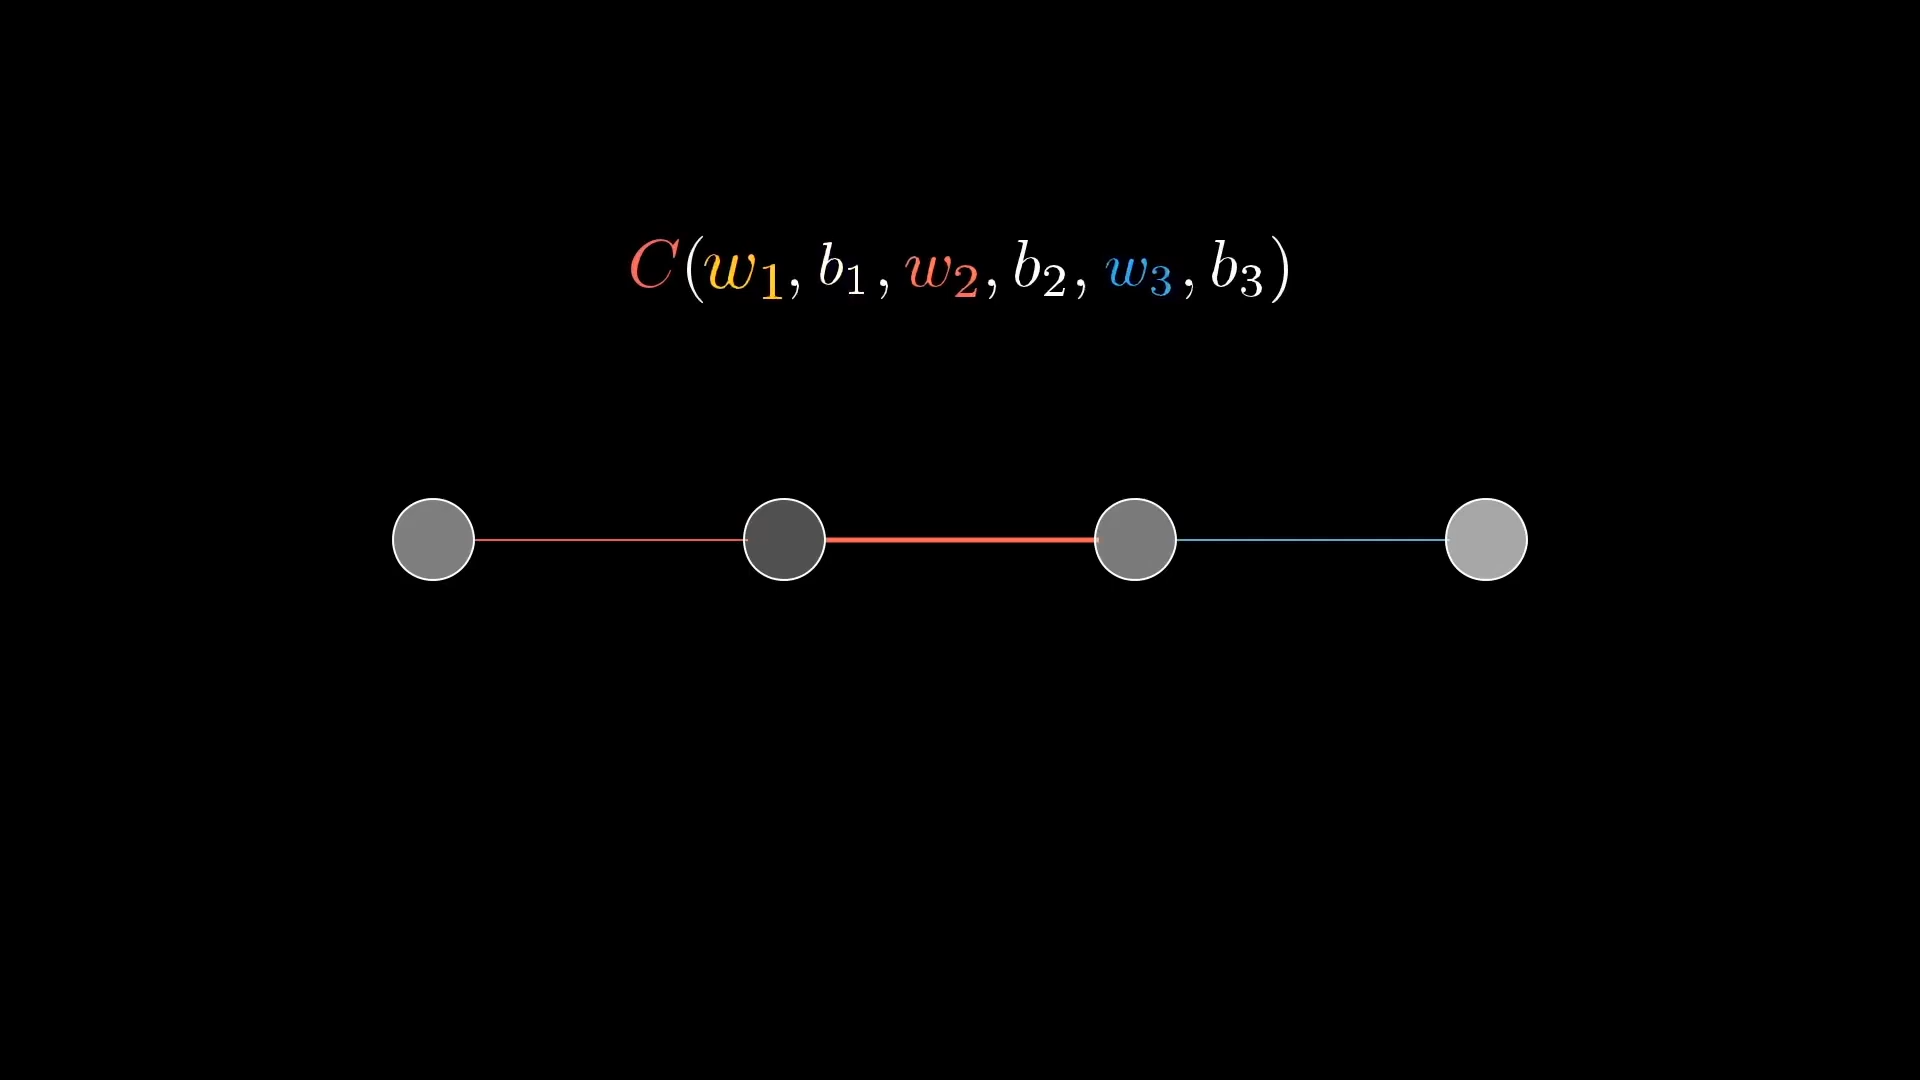 C(w₁, b₁, w₂, b₂, w₃, b₃)